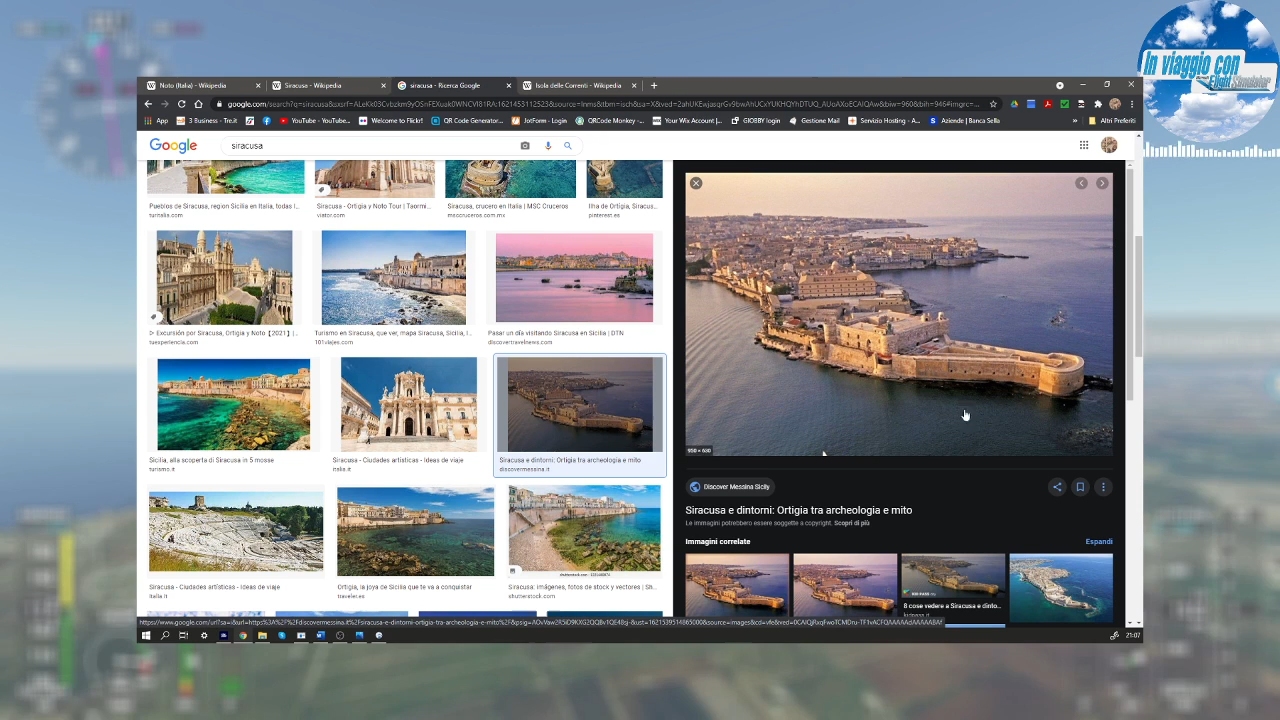 In viaggio con
Flight Simulator
Noto (Italia) - Wikipedia
Siracusa - Wikipedia
siracusa - Ricerca Google
Isola delle Correnti - Wikipedia
App
3 Business - Tre.it
YouTube - YouTube...
Welcome to Flickr!
QR Code Generator...
JotForm - Login
QRCode Monkey -...
Your Wix Account |...
GIOBBY login
Gestione Mail
Servizio Hosting - A...
Aziende | Banca Sella
»
Altri Preferiti
Google
siracusa
Pueblos de Siracusa, region Sicilia en Italia, todas l...
turitalia.com
Siracusa - Ortigia y Noto Tour | Taormi...
viator.com
Siracusa, crucero en Italia | MSC Cruceros
msccruceros.com.mx
Ilha de Ortigia, Siracus...
pinterest.es
Excursión por Siracusa, Ortigia y Noto【2021】|...
tuexperiencia.com
Turismo en Siracusa, que ver, mapa Siracusa, Sicilia, I...
101viajes.com
Pasar un día visitando Siracusa en Sicilia | DTN
discovertravelnews.com
Sicilia, alla scoperta di Siracusa in 5 mosse
turismo.it
Siracusa - Ciudades artísticas - Ideas de viaje
italia.it
Siracusa e dintorni: Ortigia tra archeologia e mito
discovermessina.it
Siracusa - Ciudades artísticas - Ideas de viaje
italia.it
Ortigia, la joya de Sicilia que te va a conquistar
traveler.es
Siracusa: imágenes, fotos de stock y vectores | Sh...
shutterstock.com
950 × 630
Discover Messina Sicily
Siracusa e dintorni: Ortigia tra archeologia e mito
Le immagini potrebbero essere soggette a copyright. Scopri di più
Immagini correlate
Espandi
8 cose vedere a Siracusa e dinto...
21:07